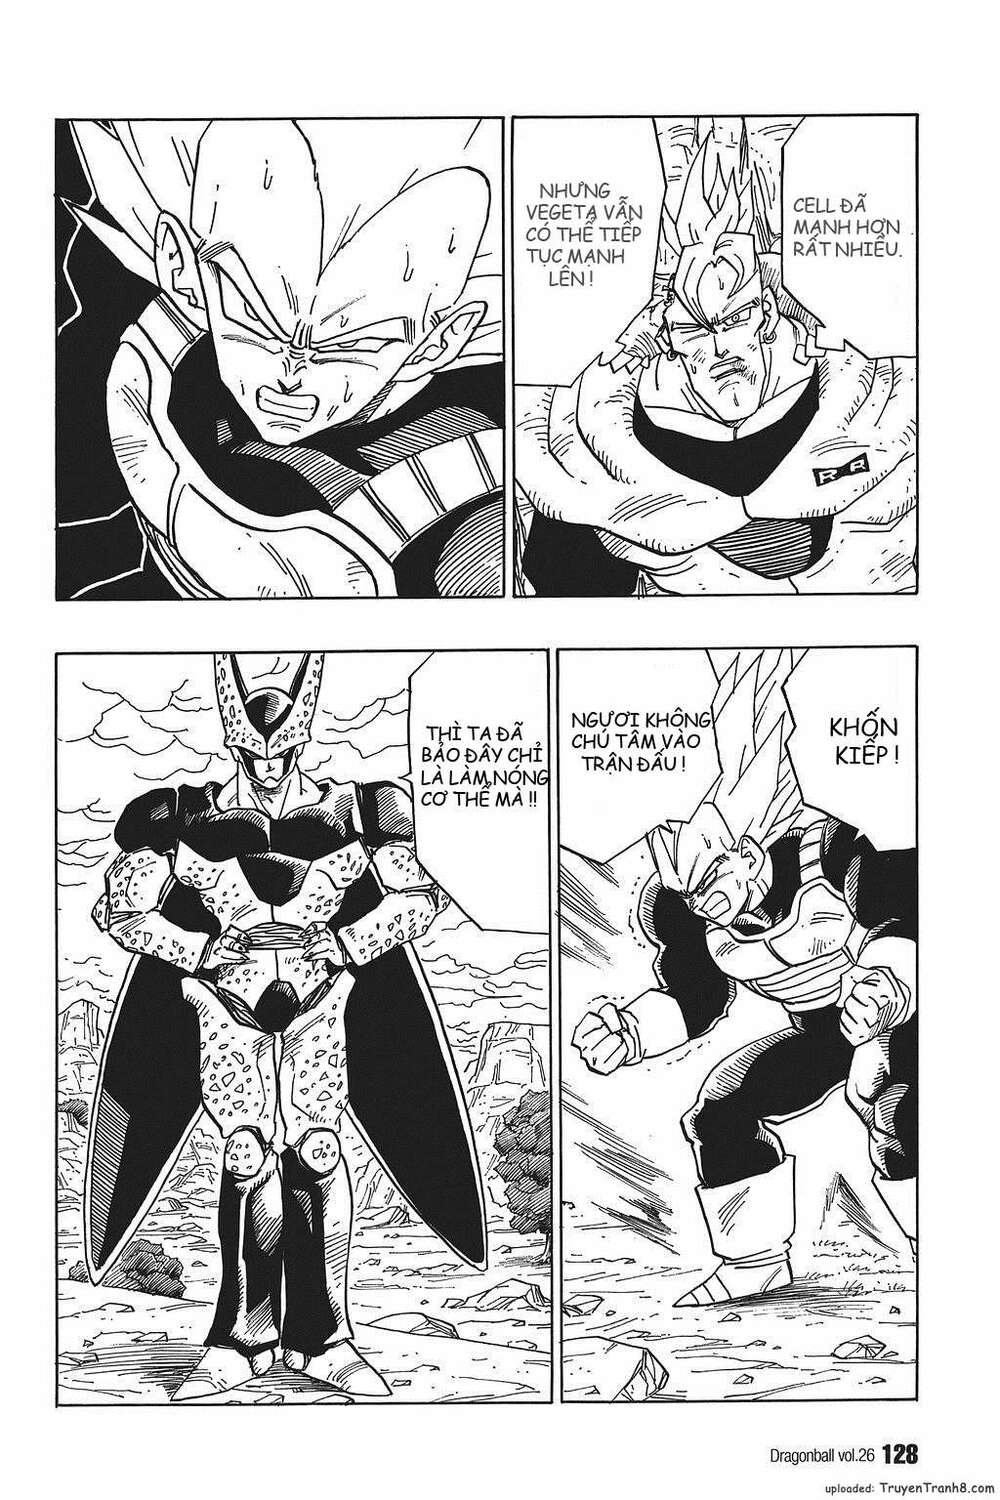 CELL ĐÃ
MẠNH HƠN
RẤT NHIỀU.
NHƯNG
VEGETA VẪN
CÓ THỂ TIẾP
TỤC MẠNH
LÊN !
RR
KHỐN
KIẾP !
NGƯƠI KHÔNG
CHÚ TÂM VÀO
TRẬN ĐẤU !
THÌ TA ĐÃ
BẢO ĐÂY CHỈ
LÀ LÀM NÓNG
CƠ THỂ MÀ !!
Dragonball vol.26 128
uploaded: TruyenTranh8.com